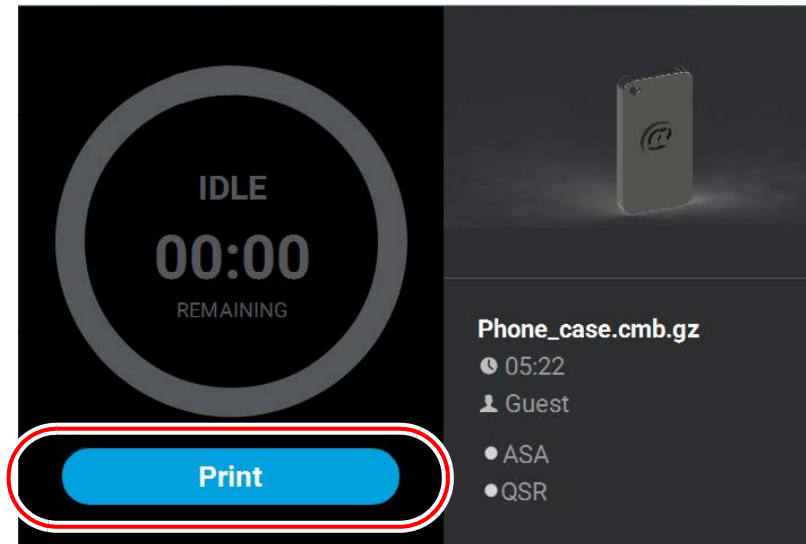 IDLE
00:00
REMAINING
Print
@
Phone_case.cmb.gz
05:22
Guest
ASA
QSR